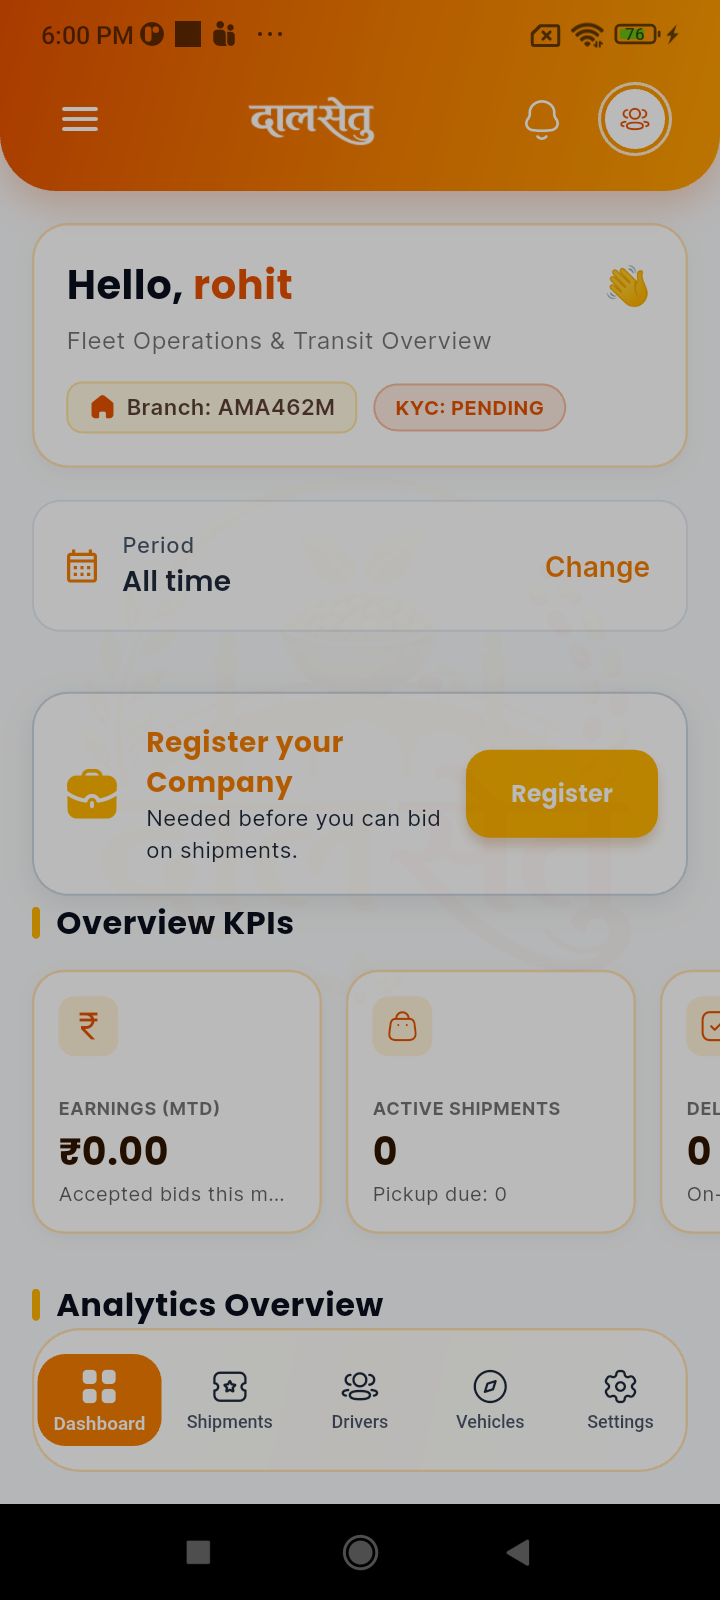 6:00 PM
76
दालसेतु
Hello, rohit
Fleet Operations & Transit Overview
Branch: AMA462M
KYC: PENDING
Period
All time
Change
Register your
Company
Needed before you can bid
on shipments.
Register
Overview KPIs
₹
EARNINGS (MTD)
₹0.00
Accepted bids this m...
ACTIVE SHIPMENTS
0
Pickup due: 0
DEL
0
On-
Analytics Overview
Dashboard
Shipments
Drivers
Vehicles
Settings